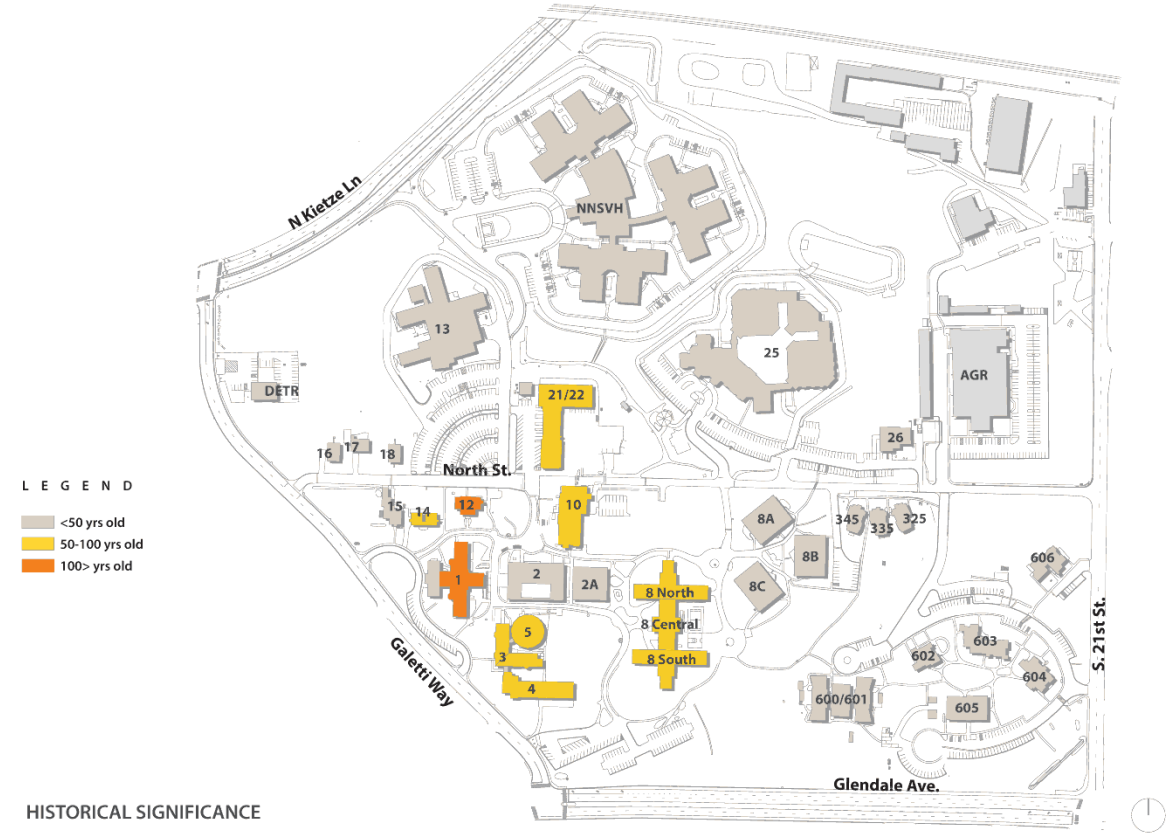 N Kietze Ln
NNSVH
13
25
DETR
21/22
AGR
16
17
18
26
North St.
LEGEND
<50 yrs old
50-100 yrs old
100> yrs old
15
14
12
10
8A
345
335
325
8B
606
1
2
2A
8C
8 North
8 Central
8 South
5
3
4
Galetti Way
S. 21st St.
602
603
604
600/601
605
Glendale Ave.
HISTORICAL SIGNIFICANCE